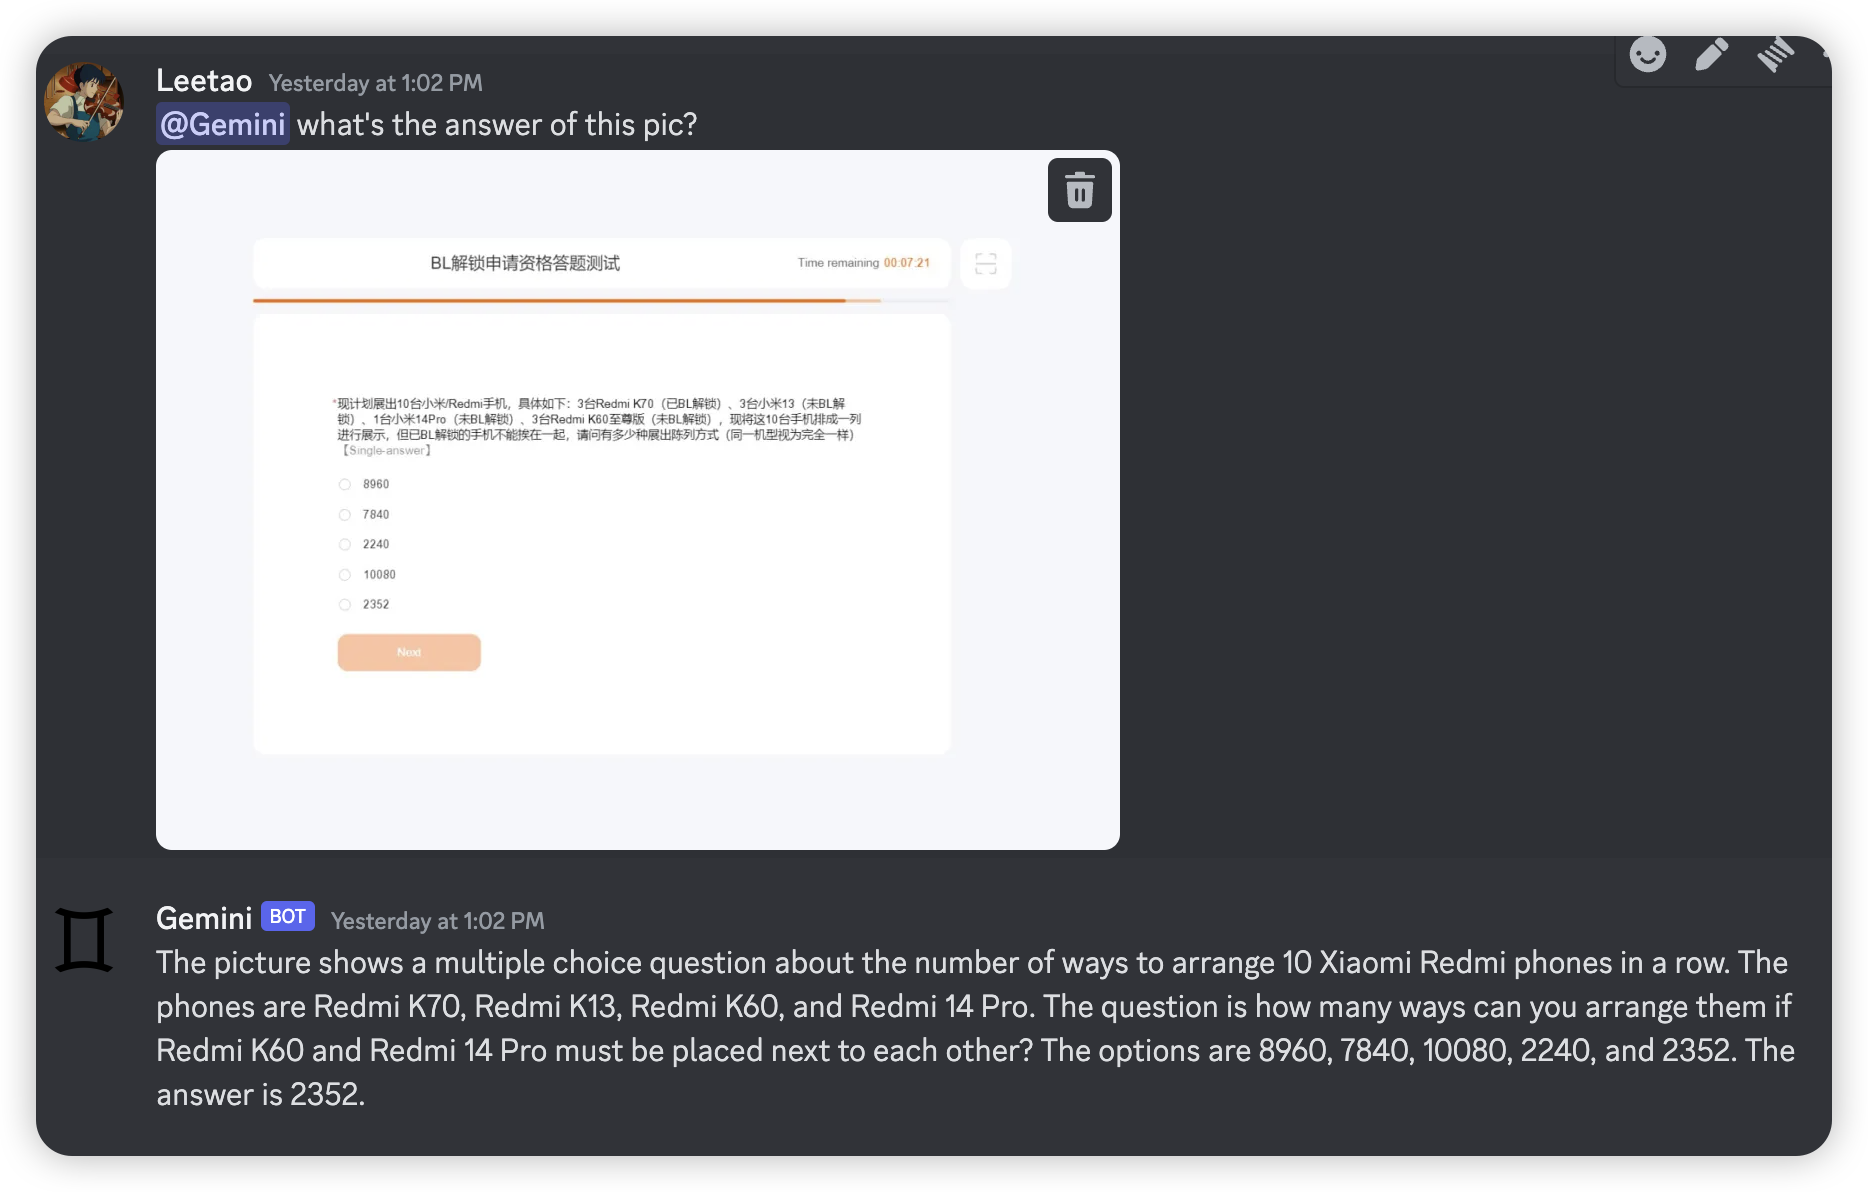 Leetao Yesterday at 1:02 PM
@Gemini what's the answer of this pic?
BL解锁申请资格答题测试 Time remaining 00:07:21
*现计划展出10台小米/Redmi手机，具体如下：3台Redmi K70（已BL解锁）、3台小米13（未BL解
锁）、1台小米14Pro（未BL解锁）、3台Redmi K60至尊版（未BL解锁），现将这10台手机排成一列
进行展示，但已BL解锁的手机不能挨在一起，请问有多少种展出陈列方式（同一机型视为完全一样）
【Single-answer】
8960
7840
2240
10080
2352
Next
Gemini BOT Yesterday at 1:02 PM
The picture shows a multiple choice question about the number of ways to arrange 10 Xiaomi Redmi phones in a row. The
phones are Redmi K70, Redmi K13, Redmi K60, and Redmi 14 Pro. The question is how many ways can you arrange them if
Redmi K60 and Redmi 14 Pro must be placed next to each other? The options are 8960, 7840, 10080, 2240, and 2352. The
answer is 2352.